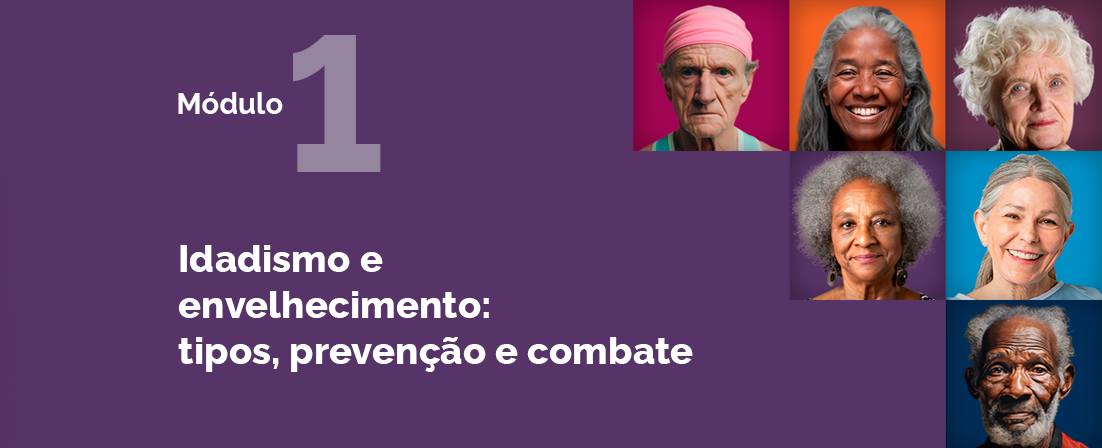 Módulo 1
Idadismo e
envelhecimento:
tipos, prevenção e combate